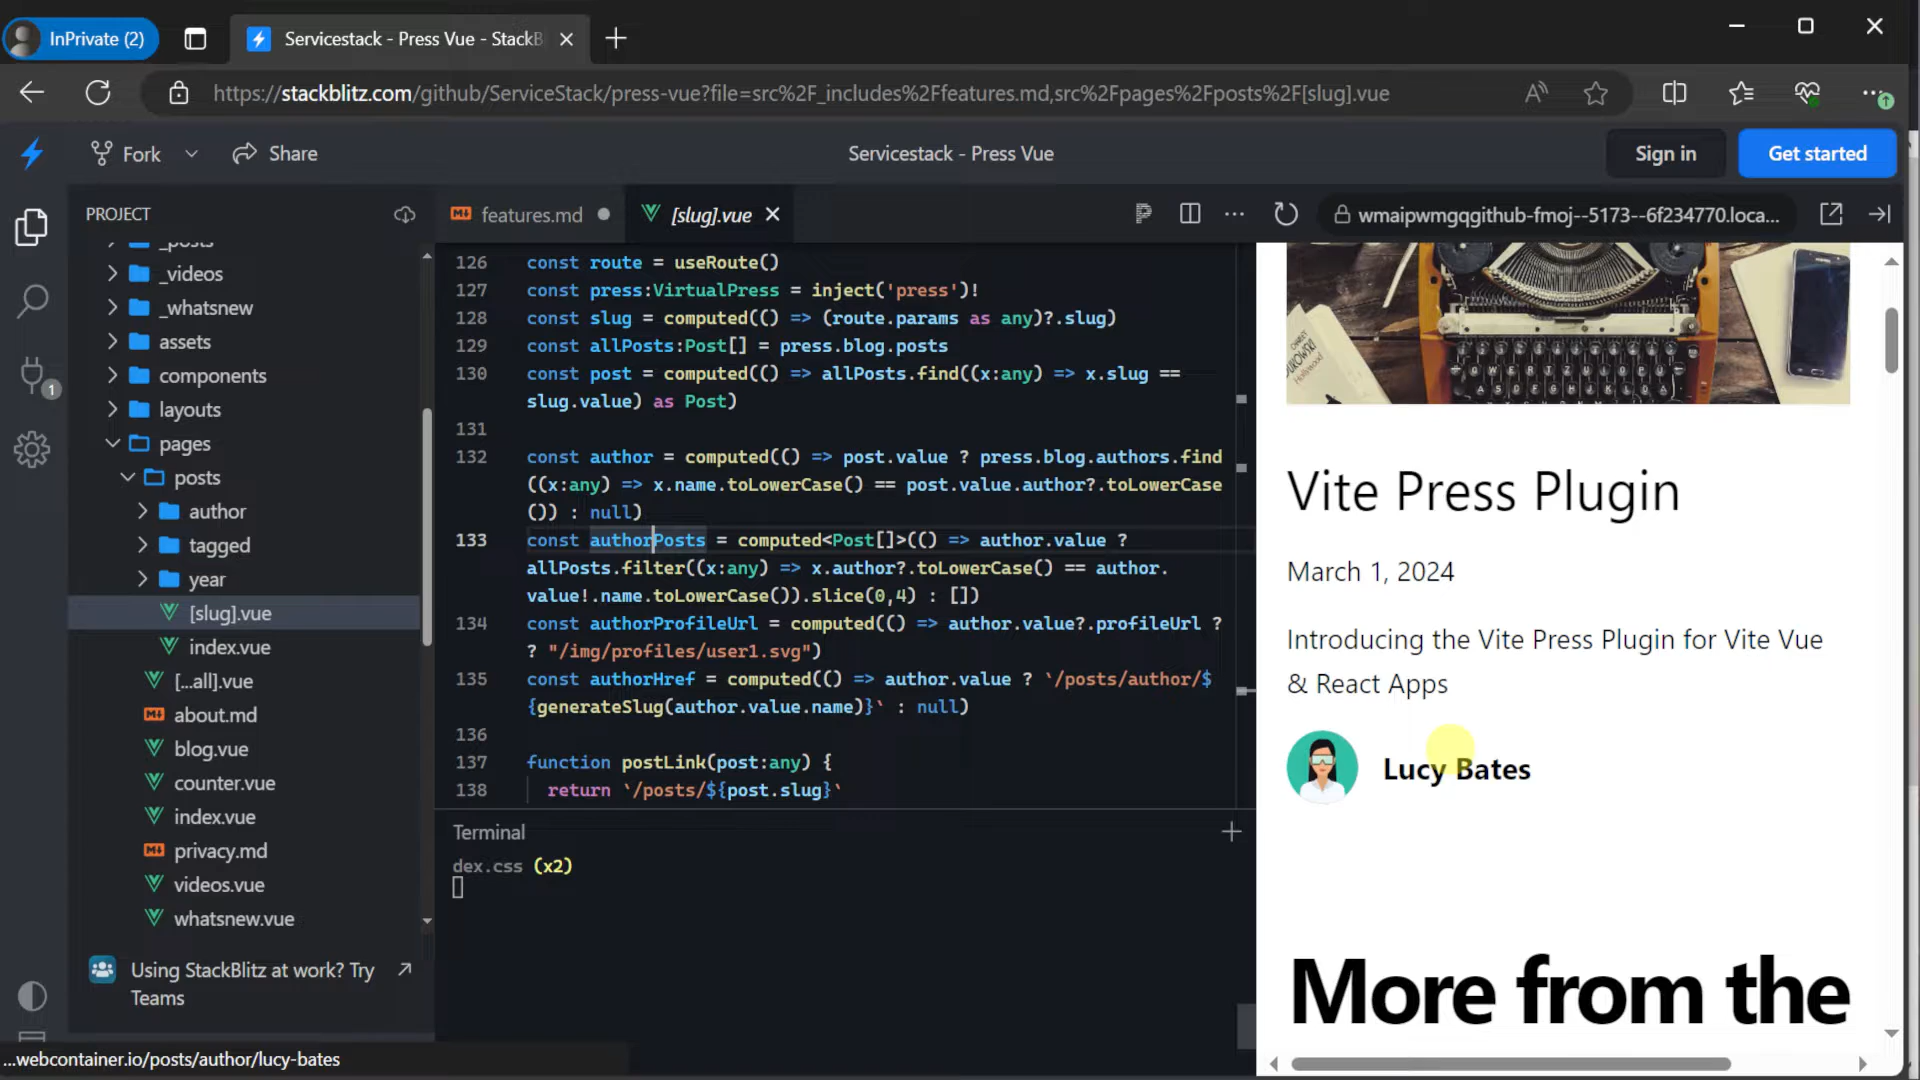 InPrivate (2)
Servicestack - Press Vue - StackB
https://stackblitz.com/github/ServiceStack/press-vue?file=src%2F_includes%2Ffeatures.md,src%2Fpages%2Fposts%2F[slug].vue
Fork
Share
Servicestack - Press Vue
Sign in
Get started
PROJECT
features.md
[slug].vue
wmaipwmgqgithub-fmoj--5173--6f234770.loca...
_posts
_videos
_whatsnew
assets
components
layouts
pages
posts
author
tagged
year
[slug].vue
index.vue
[...all].vue
about.md
blog.vue
counter.vue
index.vue
privacy.md
videos.vue
whatsnew.vue
Using StackBlitz at work? Try
Teams
1
126 const route = useRoute()
127 const press:VirtualPress = inject('press')!
128 const slug = computed(() => (route.params as any)?.slug)
129 const allPosts:Post[] = press.blog.posts
130 const post = computed(() => allPosts.find((x:any) => x.slug ==
slug.value) as Post)
131
132 const author = computed(() => post.value ? press.blog.authors.find
((x:any) => x.name.toLowerCase() == post.value.author?.toLowerCase
()) : null)
133 const authorPosts = computed<Post[]>(() => author.value ?
allPosts.filter((x:any) => x.author?.toLowerCase() == author.
value!.name.toLowerCase()).slice(0,4) : [])
134 const authorProfileUrl = computed(() => author.value?.profileUrl ?
? "/img/profiles/user1.svg")
135 const authorHref = computed(() => author.value ? `/posts/author/$
{generateSlug(author.value.name)}` : null)
136
137 function postLink(post:any) {
138 return `/posts/${post.slug}`
Terminal
dex.css (x2)
Vite Press Plugin
March 1, 2024
Introducing the Vite Press Plugin for Vite Vue
& React Apps
Lucy Bates
More from the
...webcontainer.io/posts/author/lucy-bates